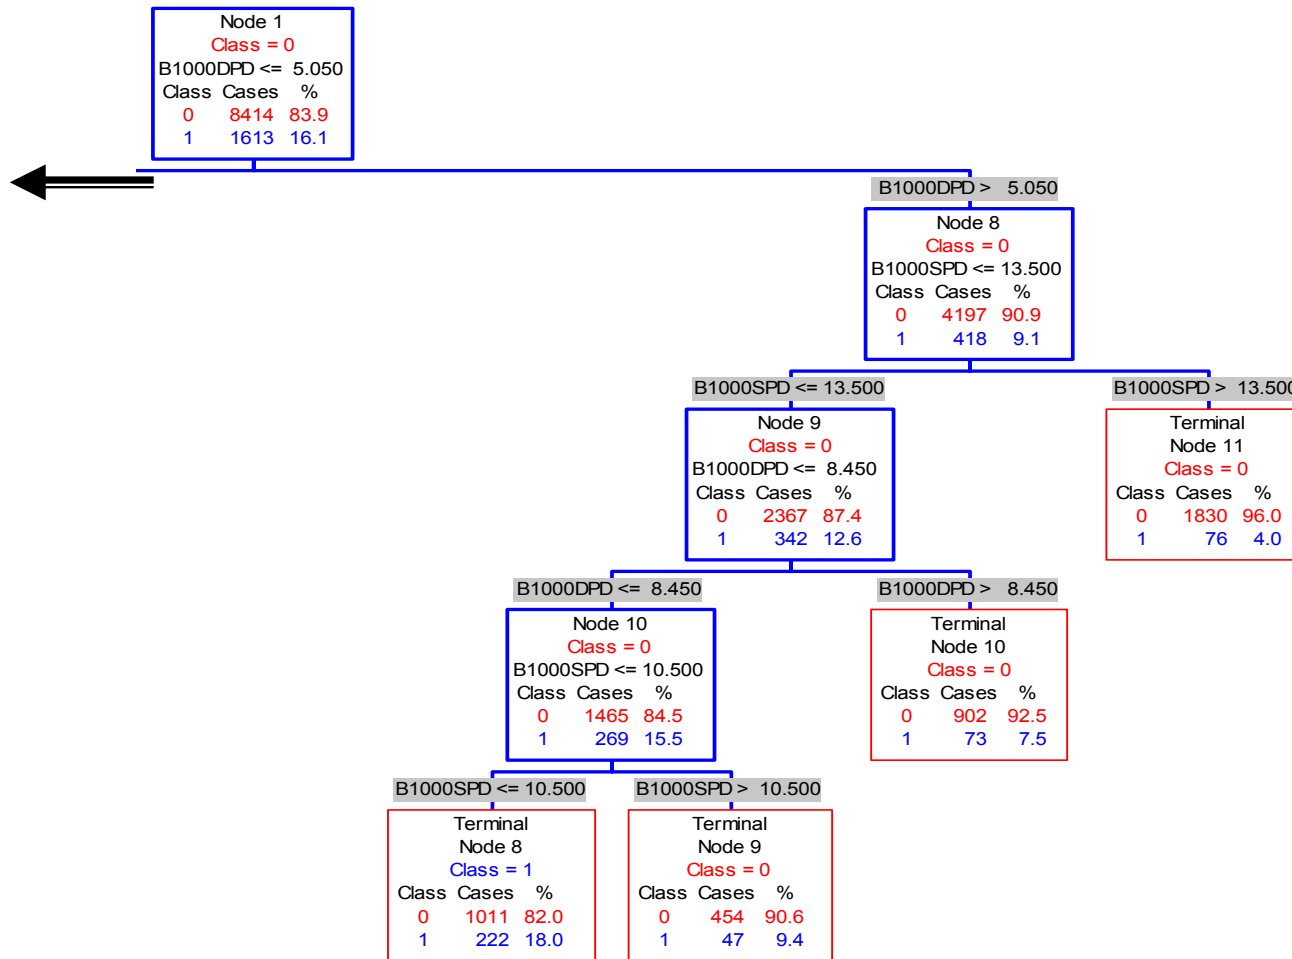 Node 1
Class = 0
B1000DPD <= 5.050
Class Cases %
0 8414 83.9
1 1613 16.1
B1000DPD > 5.050
Node 8
Class = 0
B1000SPD <= 13.500
Class Cases %
0 4197 90.9
1 418 9.1
B1000SPD <= 13.500
B1000SPD > 13.500
Node 9
Class = 0
B1000DPD <= 8.450
Class Cases %
0 2367 87.4
1 342 12.6
Terminal
Node 11
Class = 0
Class Cases %
0 1830 96.0
1 76 4.0
B1000DPD <= 8.450
B1000DPD > 8.450
Node 10
Class = 0
B1000SPD <= 10.500
Class Cases %
0 1465 84.5
1 269 15.5
Terminal
Node 10
Class = 0
Class Cases %
0 902 92.5
1 73 7.5
B1000SPD <= 10.500
B1000SPD > 10.500
Terminal
Node 8
Class = 1
Class Cases %
0 1011 82.0
1 222 18.0
Terminal
Node 9
Class = 0
Class Cases %
0 454 90.6
1 47 9.4